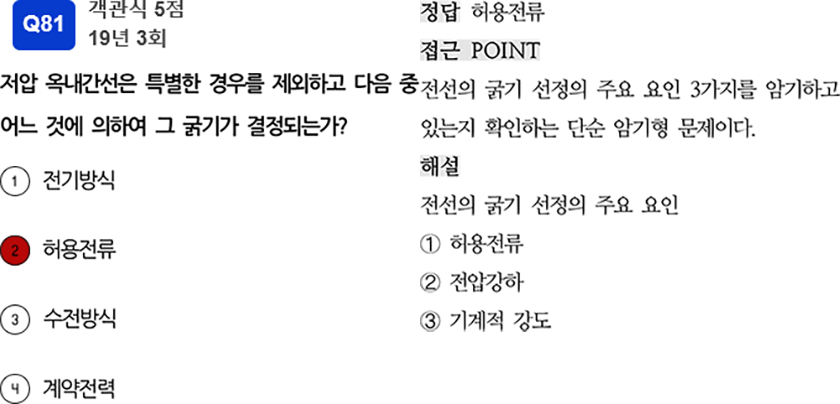 Q81
객관식 5점
19년 3회
저압 옥내간선은 특별한 경우를 제외하고 다음 중
어느 것에 의하여 그 굵기가 결정되는가?
1 전기방식
2 허용전류
3 수전방식
4 계약전력
정답 허용전류
접근 POINT
전선의 굵기 선정의 주요 요인 3가지를 암기하고
있는지 확인하는 단순 암기형 문제이다.
해설
전선의 굵기 선정의 주요 요인
① 허용전류
② 전압강하
③ 기계적 강도